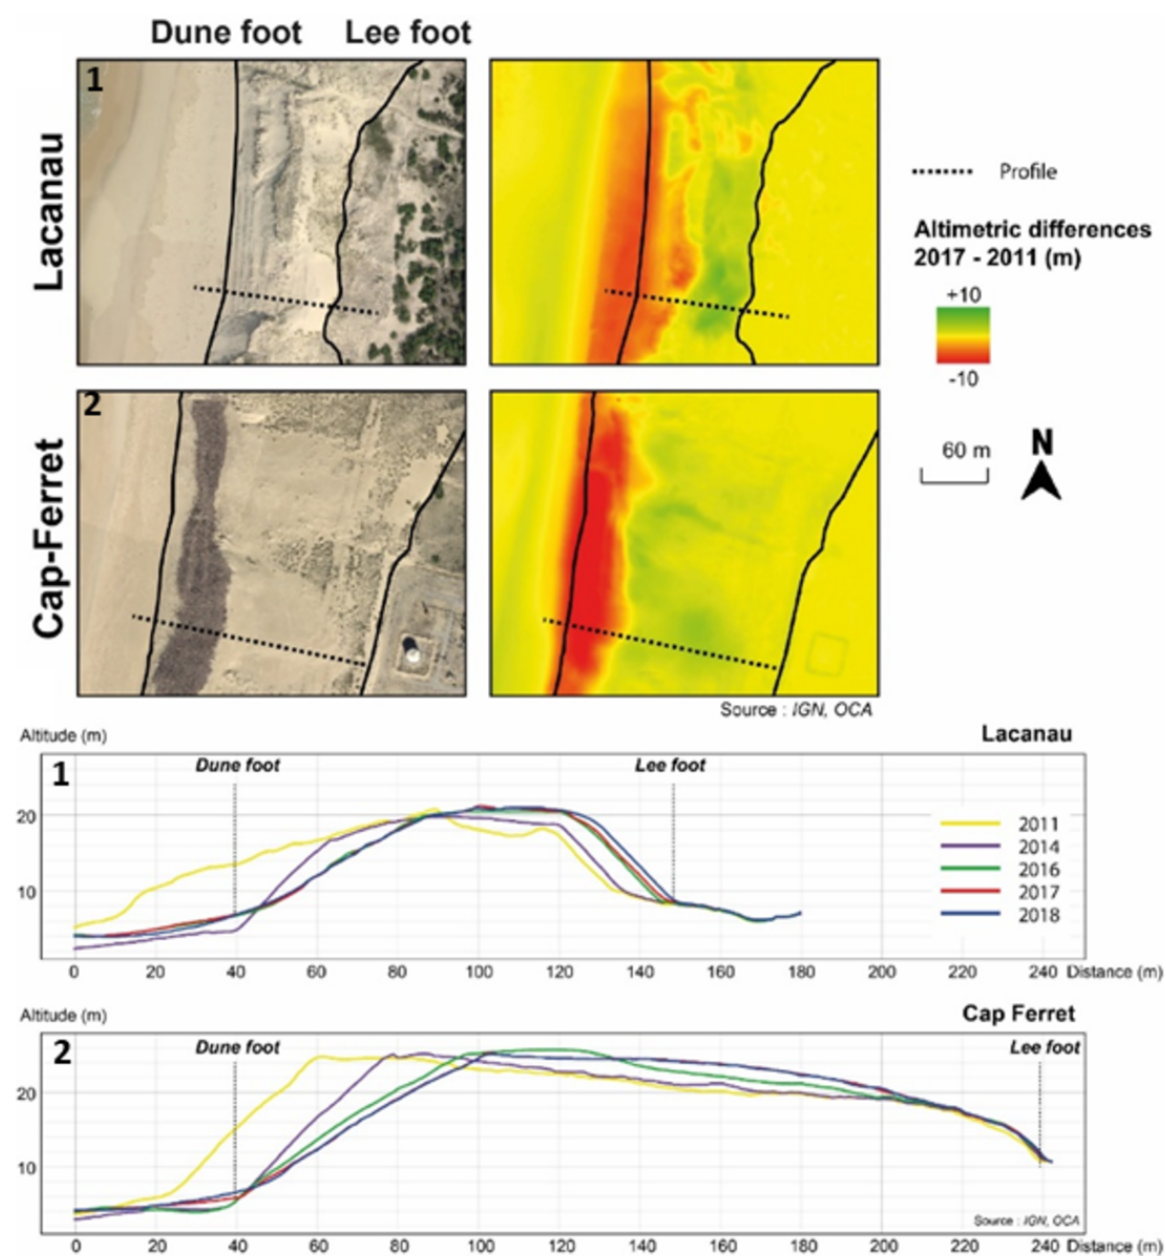 Dune foot Lee foot
1
Lacanau
Profile
Altimetric differences
2017 - 2011 (m)
+10
-10
2
Cap-Ferret
60 m
N
Source : IGN, OCA
Altitude (m)
Lacanau
1
Dune foot
Lee foot
20
10
2011
2014
2016
2017
2018
0 20 40 60 80 100 120 140 160 180 200 220 240 Distance (m)
Altitude (m)
Cap Ferret
2
Dune foot
Lee foot
20
10
Source : IGN, OCA
0 20 40 60 80 100 120 140 160 180 200 220 240 Distance (m)